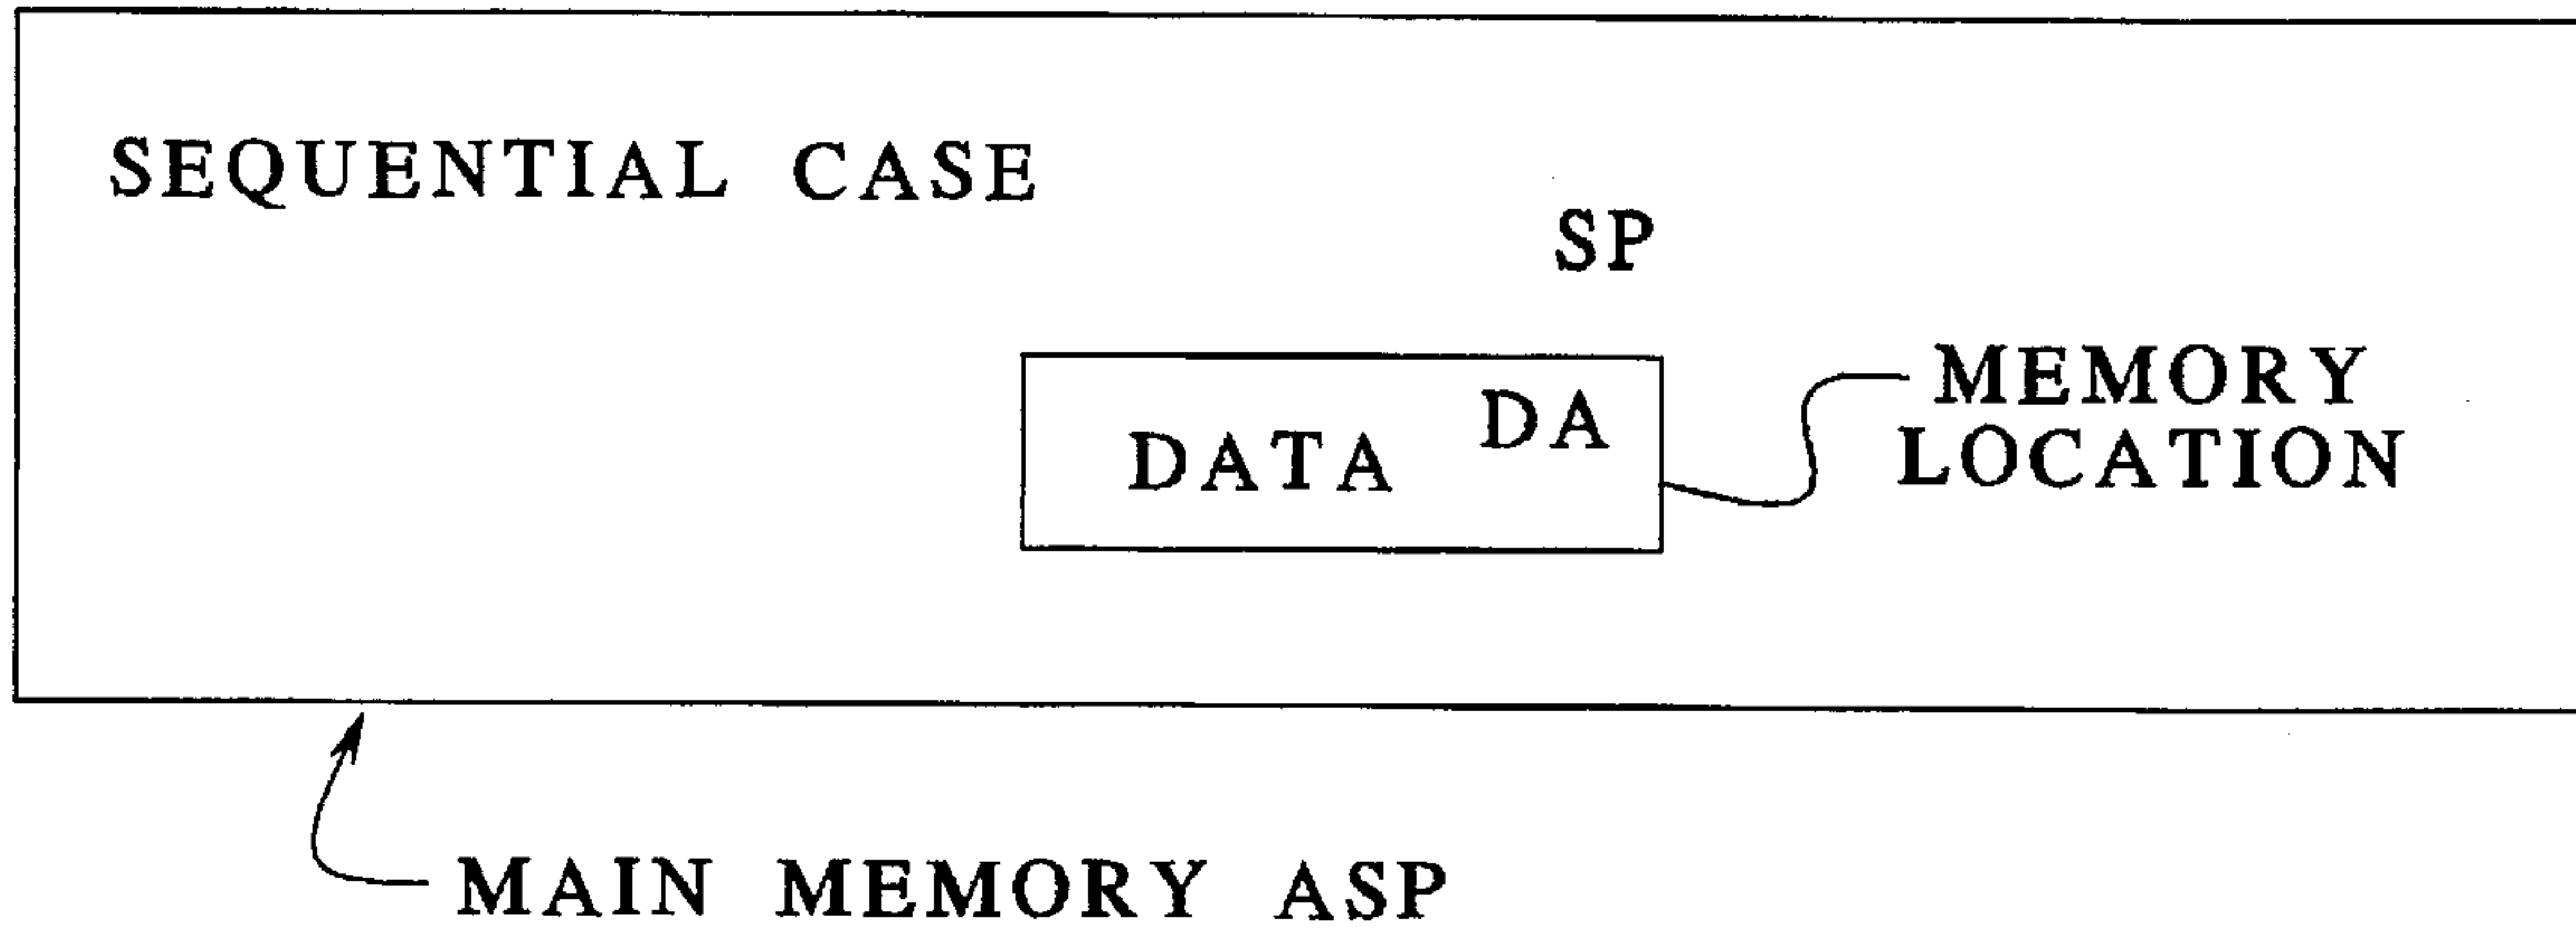 SEQUENTIAL CASE
SP
MEMORY
LOCATION
DATA DA
MAIN MEMORY ASP